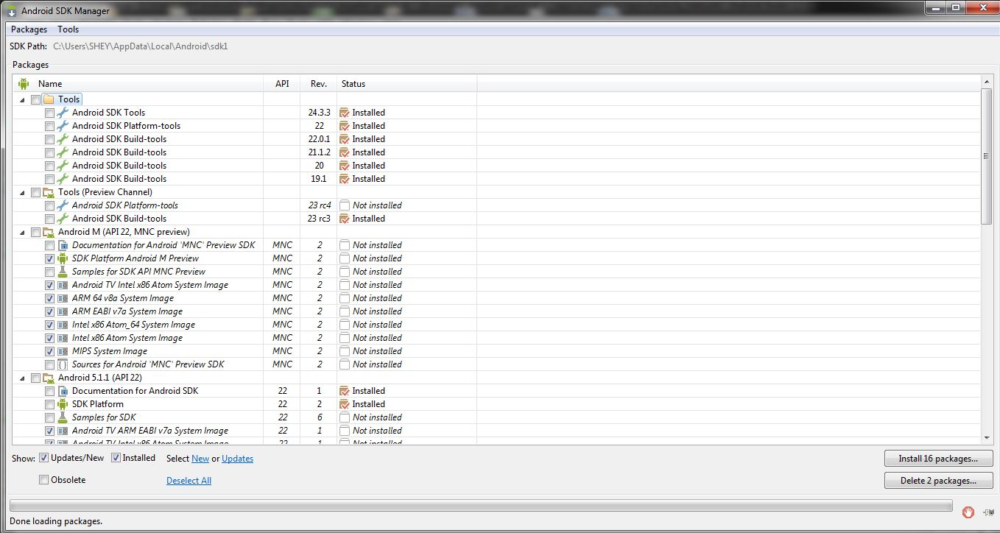 Android SDK Manager
Packages Tools
SDK Path: C:\Users\SHEY\AppData\Local\Android\sdk1
Packages
Name API Rev. Status
Tools
Android SDK Tools 24.3.3 Installed
Android SDK Platform-tools 22 Installed
Android SDK Build-tools 22.0.1 Installed
Android SDK Build-tools 21.1.2 Installed
Android SDK Build-tools 20 Installed
Android SDK Build-tools 19.1 Installed
Tools (Preview Channel)
Android SDK Platform-tools 23 rc4 Not installed
Android SDK Build-tools 23 rc3 Installed
Android M (API 22, MNC preview)
Documentation for Android 'MNC' Preview SDK MNC 2 Not installed
SDK Platform Android M Preview MNC 2 Not installed
Samples for SDK API MNC Preview MNC 2 Not installed
Android TV Intel x86 Atom System Image MNC 2 Not installed
ARM 64 v8a System Image MNC 2 Not installed
ARM EABI v7a System Image MNC 2 Not installed
Intel x86 Atom_64 System Image MNC 2 Not installed
Intel x86 Atom System Image MNC 2 Not installed
MIPS System Image MNC 2 Not installed
Sources for Android 'MNC' Preview SDK MNC 2 Not installed
Android 5.1.1 (API 22)
Documentation for Android SDK 22 1 Installed
SDK Platform 22 2 Installed
Samples for SDK 22 6 Not installed
Android TV ARM EABI v7a System Image 22 1 Not installed
Android TV Intel x86 Atom System Image 22 1 Not installed
Show: Updates/New Installed Select New or Updates Install 16 packages...
Obsolete Deselect All Delete 2 packages...
Done loading packages.